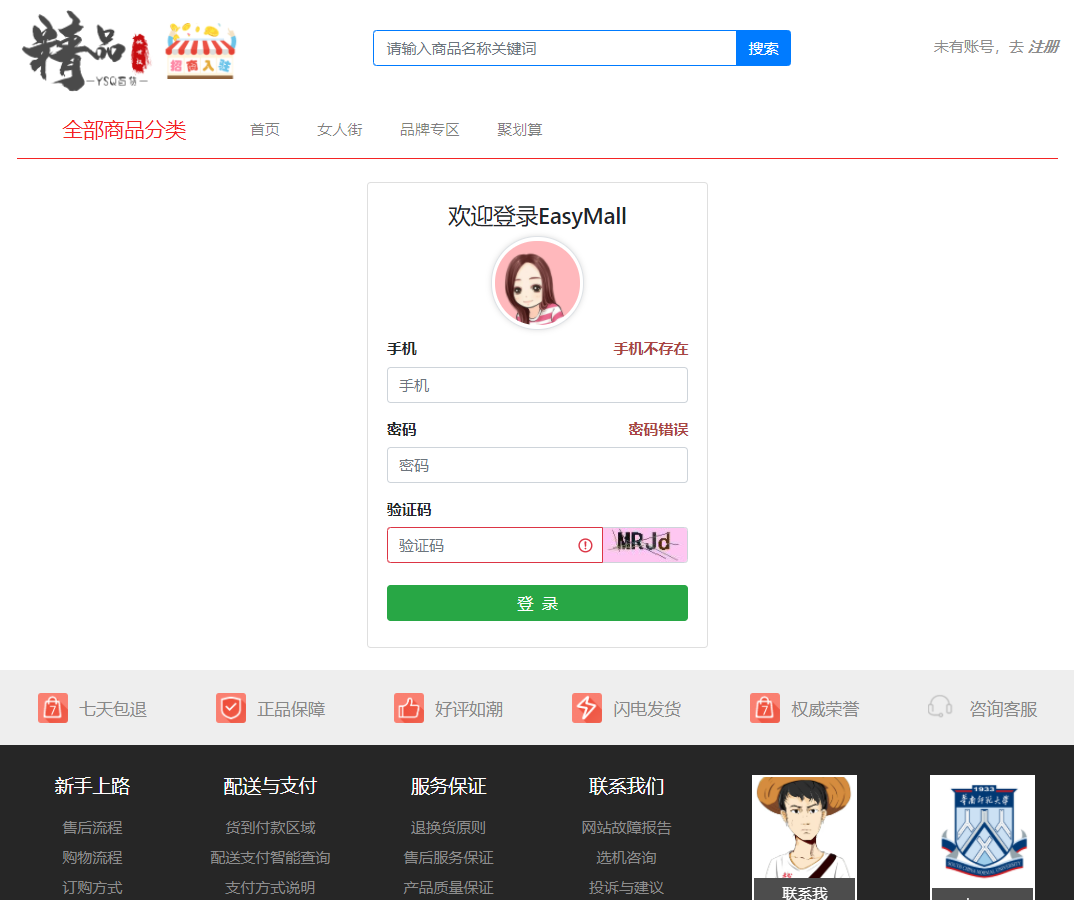 精品
YSQ百货
招商入驻
请输入商品名称关键词 搜索
未有账号，去 注册
全部商品分类 首页 女人街 品牌专区 聚划算
欢迎登录EasyMall
手机 手机不存在
手机
密码 密码错误
密码
验证码
验证码 MRJd
登 录
七天包退 正品保障 好评如潮 闪电发货 权威荣誉 咨询客服
新手上路 配送与支付 服务保证 联系我们
售后流程 货到付款区域 退换货原则 网站故障报告
购物流程 配送支付智能查询 售后服务保证 选机咨询
订购方式 支付方式说明 产品质量保证 投诉与建议
联系我
1933
华南师范大学
SOUTH CHINA NORMAL UNIVERSITY